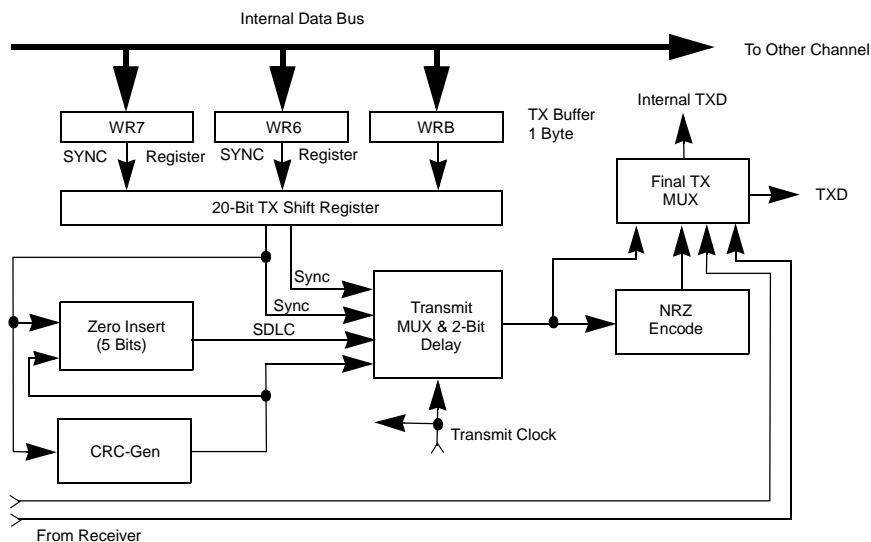 Internal Data Bus
To Other Channel
WR7
WR6
WRB
TX Buffer
1 Byte
Internal TXD
SYNC Register
SYNC Register
20-Bit TX Shift Register
Final TX
MUX
TXD
Sync
Sync
SDLC
Zero Insert
(5 Bits)
Transmit
MUX & 2-Bit
Delay
NRZ
Encode
CRC-Gen
Transmit Clock
From Receiver